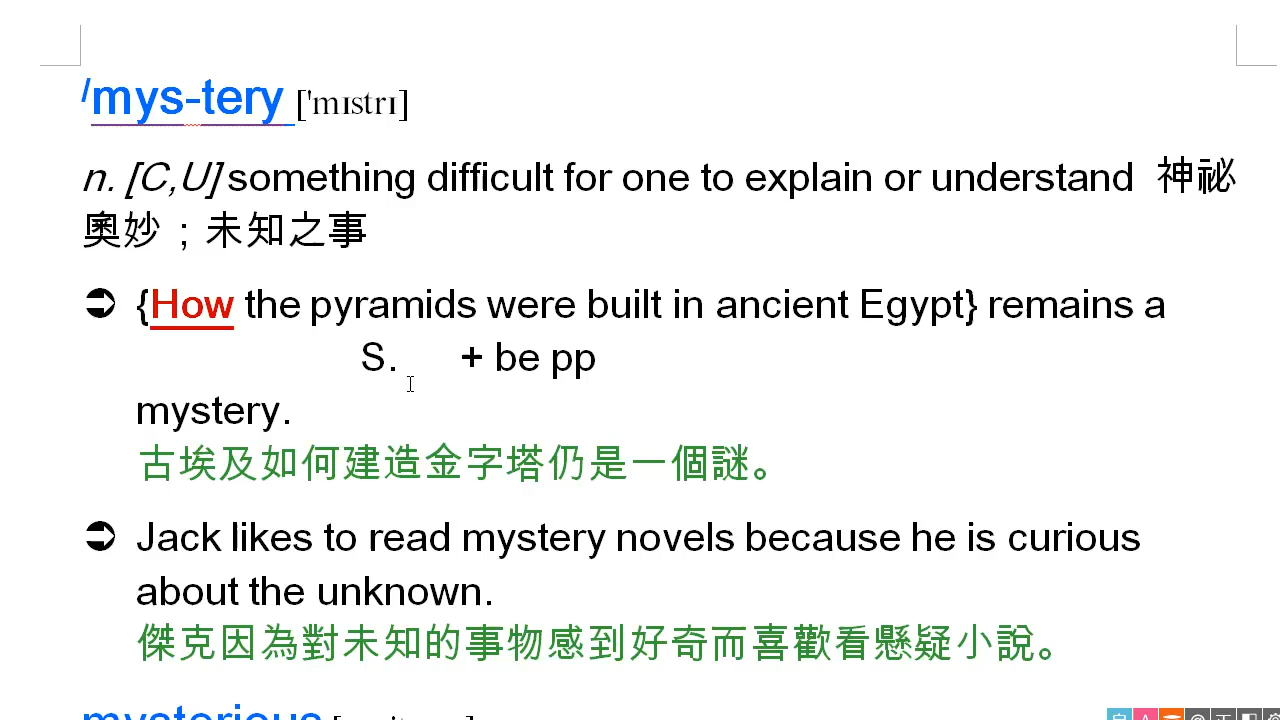 /mys-tery ['mɪstrɪ]
n. [C,U] something difficult for one to explain or understand 神祕
奧妙；未知之事
➲ {How the pyramids were built in ancient Egypt} remains a
S. + be pp
mystery.
古埃及如何建造金字塔仍是一個謎。
➲ Jack likes to read mystery novels because he is curious
about the unknown.
傑克因為對未知的事物感到好奇而喜歡看懸疑小說。
mysterious